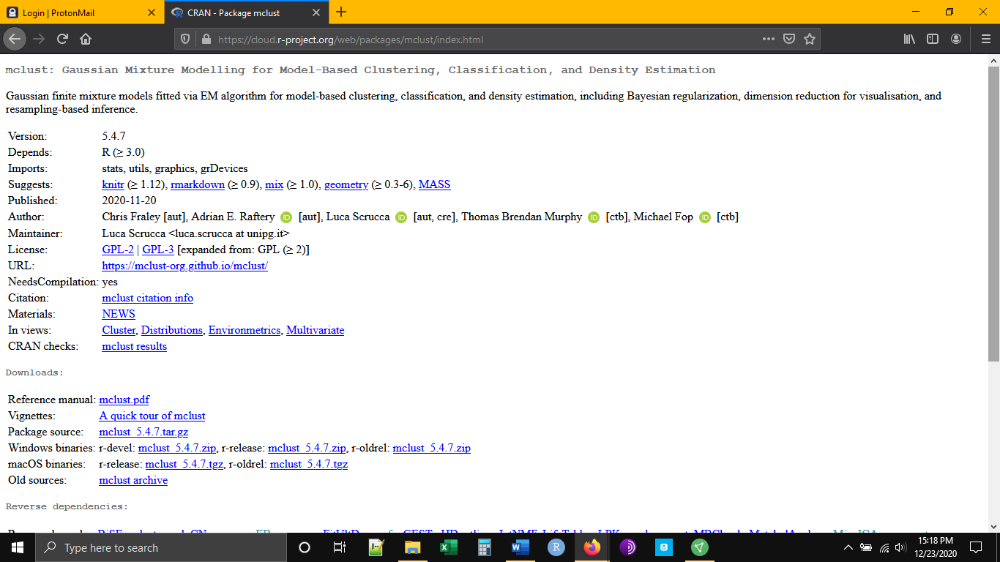 Login | ProtonMail
CRAN - Package mclust
https://cloud.r-project.org/web/packages/mclust/index.html
mclust: Gaussian Mixture Modelling for Model-Based Clustering, Classification, and Density Estimation
Gaussian finite mixture models fitted via EM algorithm for model-based clustering, classification, and density estimation, including Bayesian regularization, dimension reduction for visualisation, and
resampling-based inference.
Version: 5.4.7
Depends: R (≥ 3.0)
Imports: stats, utils, graphics, grDevices
Suggests: knitr (≥ 1.12), rmarkdown (≥ 0.9), mix (≥ 1.0), geometry (≥ 0.3-6), MASS
Published: 2020-11-20
Author: Chris Fraley [aut], Adrian E. Raftery iD [aut], Luca Scrucca iD [aut, cre], Thomas Brendan Murphy iD [ctb], Michael Fop iD [ctb]
Maintainer: Luca Scrucca <luca.scrucca at unipg.it>
License: GPL-2 | GPL-3 [expanded from: GPL (≥ 2)]
URL: https://mclust-org.github.io/mclust/
NeedsCompilation: yes
Citation: mclust citation info
Materials: NEWS
In views: Cluster, Distributions, Environmetrics, Multivariate
CRAN checks: mclust results
Downloads:
Reference manual: mclust.pdf
Vignettes: A quick tour of mclust
Package source: mclust_5.4.7.tar.gz
Windows binaries: r-devel: mclust_5.4.7.zip, r-release: mclust_5.4.7.zip, r-oldrel: mclust_5.4.7.zip
macOS binaries: r-release: mclust_5.4.7.tgz, r-oldrel: mclust_5.4.7.tgz
Old sources: mclust archive
Reverse dependencies:
Type here to search
15:18 PM
12/23/2020